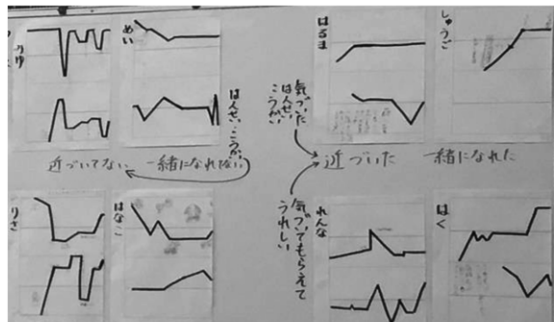 めい
はるま
しゅうご
はんせい、こうかい
気づいた
はんせい、
こうかい
近づいてない
一緒になれない
近づいた
一緒になれた
りさ
はなこ
気づいてもらえて
うれしい
れんな
はく